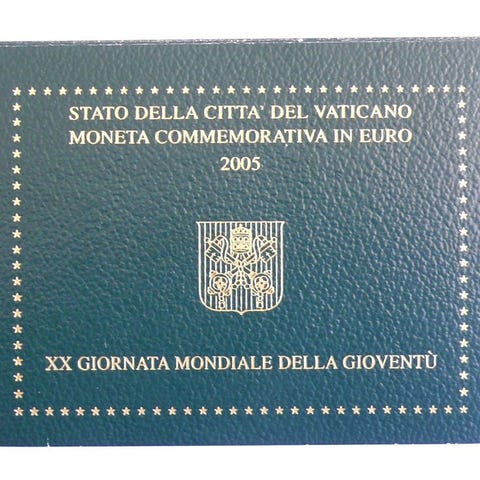 STATO DELLA CITTA' DEL VATICANO
MONETA COMMEMORATIVA IN EURO
2005
XX GIORNATA MONDIALE DELLA GIOVENTÙ